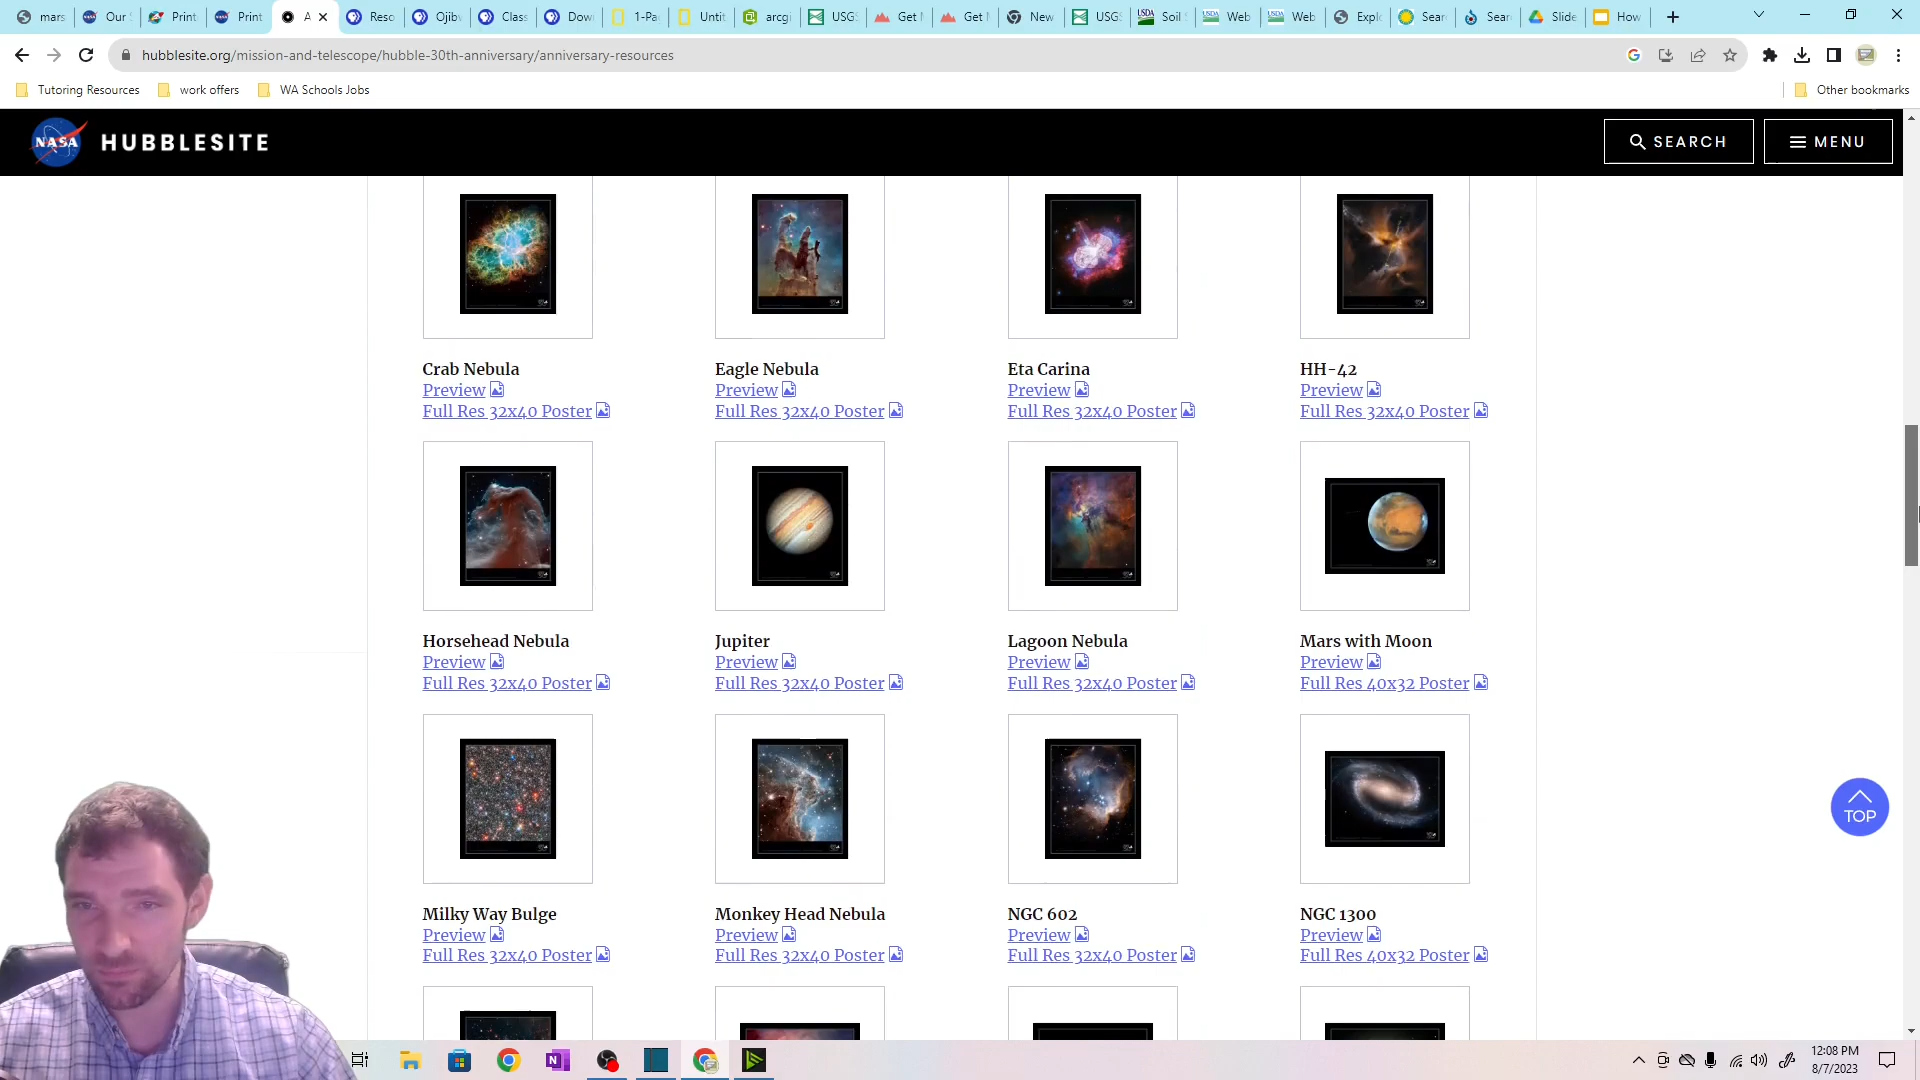 mars
Our S
Print
Print
A
Reso
Ojibw
Class
Dow
1-Pa
Untit
arcgi
USGS
Get M
Get M
New
USGS
Soil S
Web
Web
Explo
Sear
Sear
Slide
How
hubblesite.org/mission-and-telescope/hubble-30th-anniversary/anniversary-resources
Tutoring Resources work offers WA Schools Jobs Other bookmarks
NASA HUBBLESITE SEARCH MENU
Crab Nebula
Preview
Full Res 32x40 Poster
Eagle Nebula
Preview
Full Res 32x40 Poster
Eta Carina
Preview
Full Res 32x40 Poster
HH-42
Preview
Full Res 32x40 Poster
Horsehead Nebula
Preview
Full Res 32x40 Poster
Jupiter
Preview
Full Res 32x40 Poster
Lagoon Nebula
Preview
Full Res 32x40 Poster
Mars with Moon
Preview
Full Res 40x32 Poster
Milky Way Bulge
Preview
Full Res 32x40 Poster
Monkey Head Nebula
Preview
Full Res 32x40 Poster
NGC 602
Preview
Full Res 32x40 Poster
NGC 1300
Preview
Full Res 40x32 Poster
TOP
12:08 PM
8/7/2023